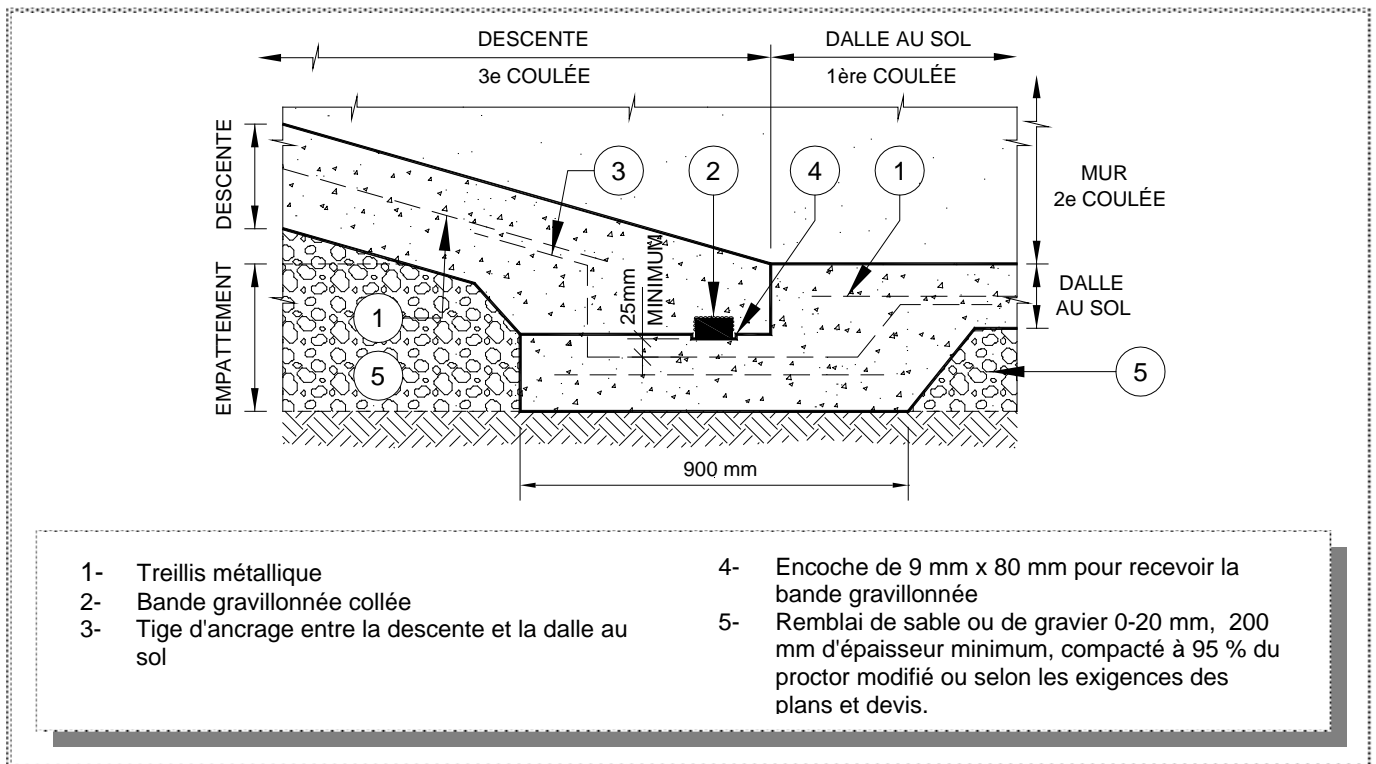 DESCENTE
DALLE AU SOL
3e COULÉE
1ère COULÉE
DESCENTE
3
2
4
1
MUR
2e COULÉE
25mm
MINIMUM
DALLE
AU SOL
EMPATTEMENT
1
5
5
900 mm
1- Treillis métallique
2- Bande gravillonnée collée
3- Tige d'ancrage entre la descente et la dalle au
sol
4- Encoche de 9 mm x 80 mm pour recevoir la
bande gravillonnée
5- Remblai de sable ou de gravier 0-20 mm, 200
mm d'épaisseur minimum, compacté à 95 % du
proctor modifié ou selon les exigences des
plans et devis.